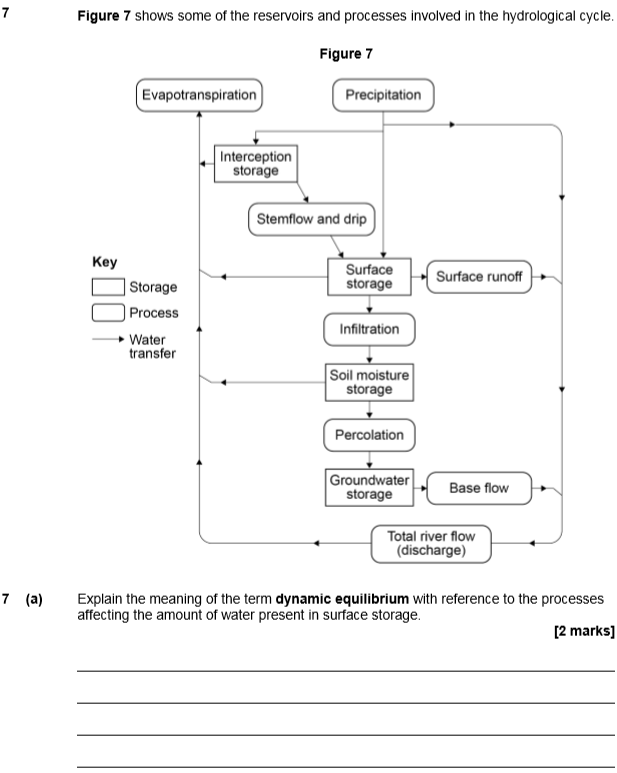 7 Figure 7 shows some of the reservoirs and processes involved in the hydrological cycle.
Figure 7
Evapotranspiration
Precipitation
Interception
storage
Stemflow and drip
Key
Storage
Process
Water
transfer
Surface
storage
Surface runoff
Infiltration
Soil moisture
storage
Percolation
Groundwater
storage
Base flow
Total river flow
(discharge)
7 (a) Explain the meaning of the term dynamic equilibrium with reference to the processes
affecting the amount of water present in surface storage.
[2 marks]